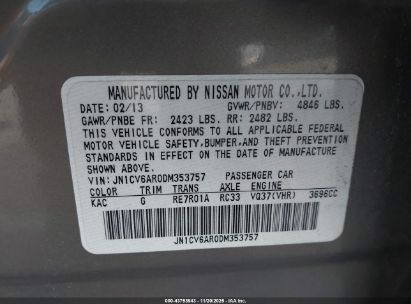 MANUFACTURED BY NISSAN MOTOR CO.,LTD.
DATE: 02/13 GVWR/PNBV: 4846 LBS.
GAWR/PNBE FR: 2423 LBS. RR: 2482 LBS.
THIS VEHICLE CONFORMS TO ALL APPLICABLE FEDERAL
MOTOR VEHICLE SAFETY,BUMPER,AND THEFT PREVENTION
STANDARDS IN EFFECT ON THE DATE OF MANUFACTURE
SHOWN ABOVE.
VIN: JN1CV6AR0DM353757 PASSENGER CAR
COLOR TRIM TRANS AXLE ENGINE
KAC G RE7R01A RC33 VQ37(VHR) 3696CC
JN1CV6AR0DM353757